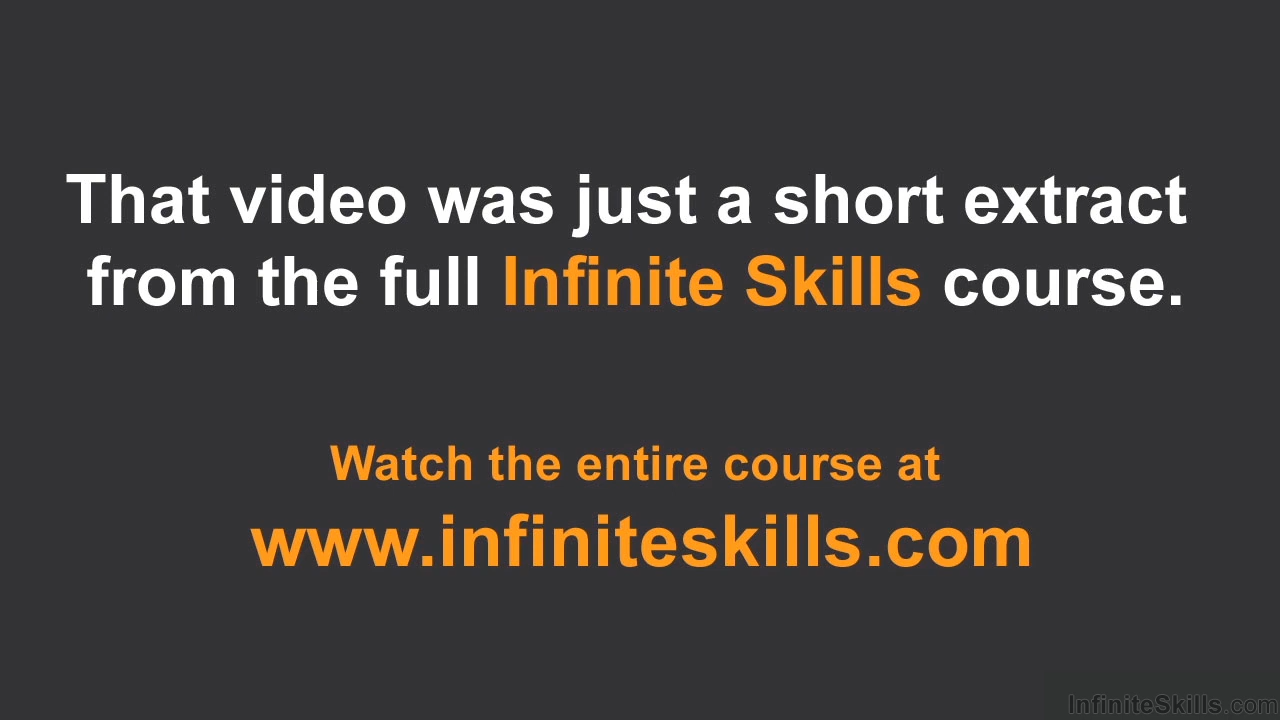 That video was just a short extract
from the full Infinite Skills course.
Watch the entire course at
www.infiniteskills.com
InfiniteSkills.com